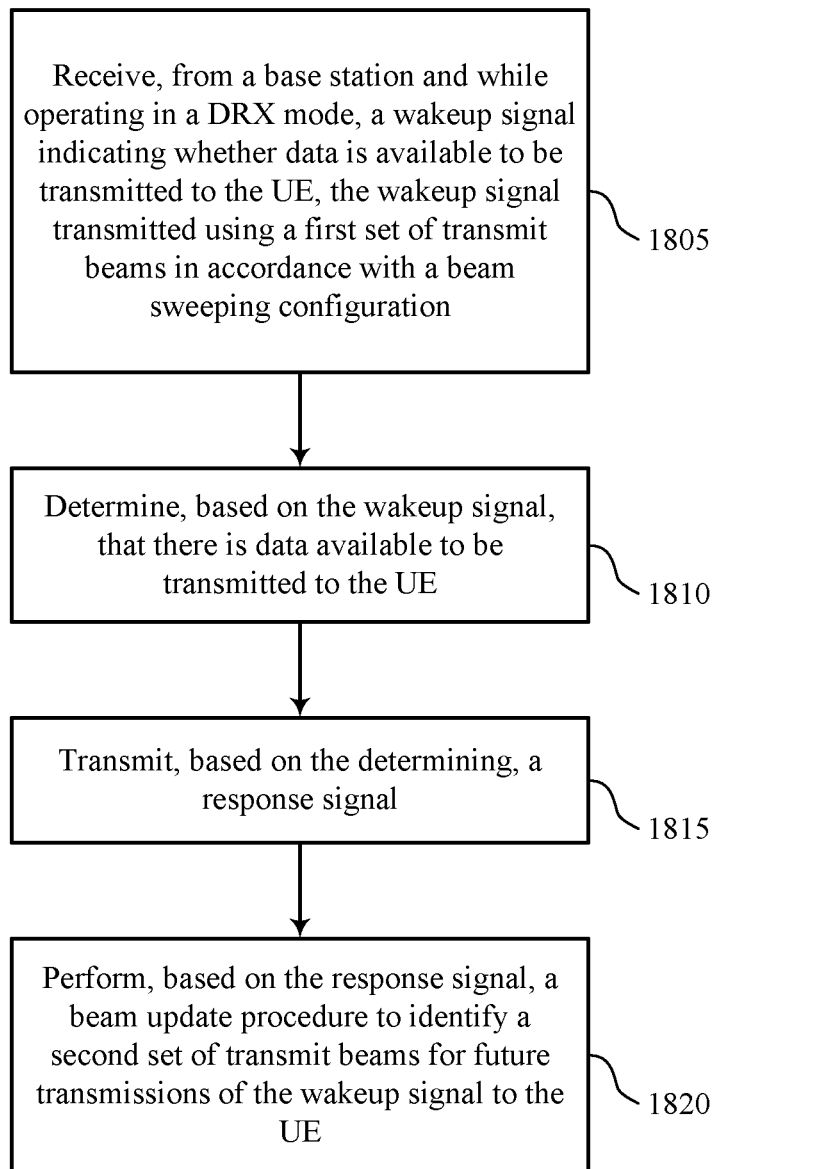 Receive, from a base station and while
operating in a DRX mode, a wakeup signal
indicating whether data is available to be
transmitted to the UE, the wakeup signal
transmitted using a first set of transmit
beams in accordance with a beam
sweeping configuration
1805
Determine, based on the wakeup signal,
that there is data available to be
transmitted to the UE
1810
Transmit, based on the determining, a
response signal
1815
Perform, based on the response signal, a
beam update procedure to identify a
second set of transmit beams for future
transmissions of the wakeup signal to the
UE
1820